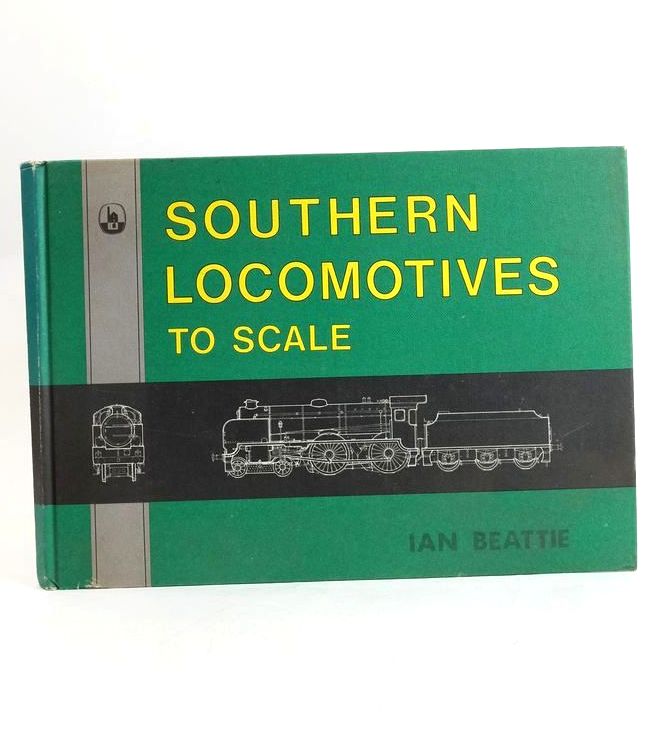 SOUTHERN
LOCOMOTIVES
TO SCALE
IAN BEATTIE